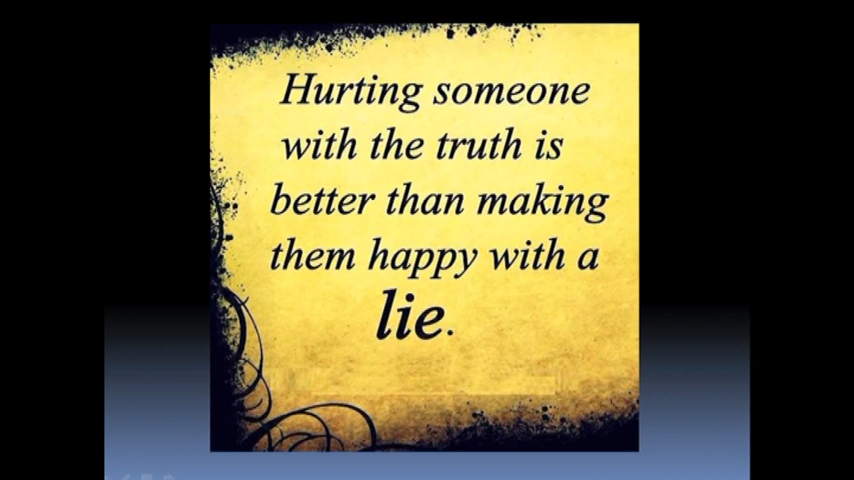 Hurting someone
with the truth is
better than making
them happy with a
lie.